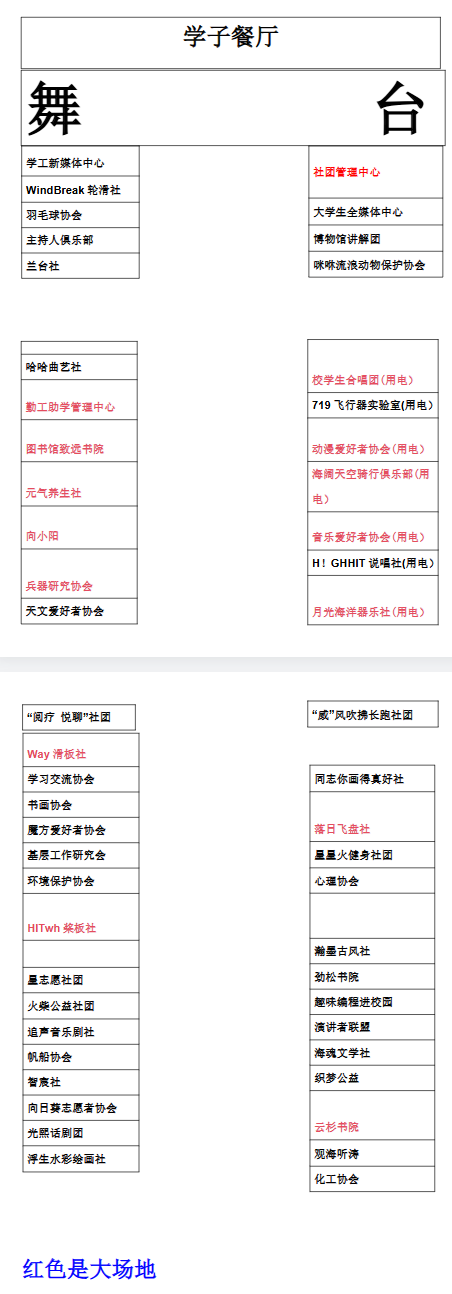 学子餐厅
舞 台
学工新媒体中心
WindBreak 轮滑社
羽毛球协会
主持人俱乐部
兰台社
社团管理中心
大学生全媒体中心
博物馆讲解团
咪咻流浪动物保护协会
哈哈曲艺社
勤工助学管理中心
图书馆致远书院
元气养生社
向小阳
兵器研究协会
天文爱好者协会
校学生合唱团(用电)
719 飞行器实验室(用电)
动漫爱好者协会(用电)
海阔天空骑行俱乐部(用
电)
音乐爱好者协会(用电)
H！GHHIT 说唱社(用电)
月光海洋器乐社(用电)
“阅疗 悦聊”社团
Way 滑板社
学习交流协会
书画协会
魔方爱好者协会
基层工作研究会
环境保护协会
HITwh 桨板社
星志愿社团
火柴公益社团
追声音乐剧社
帆船协会
智宸社
向日葵志愿者协会
光熙话剧团
浮生水彩绘画社
“威”风吹拂长跑社团
同志你画得真好社
落日飞盘社
星星火健身社团
心理协会
瀚墨古风社
劲松书院
趣味编程进校园
演讲者联盟
海魂文学社
织梦公益
云杉书院
观海听涛
化工协会
红色是大场地